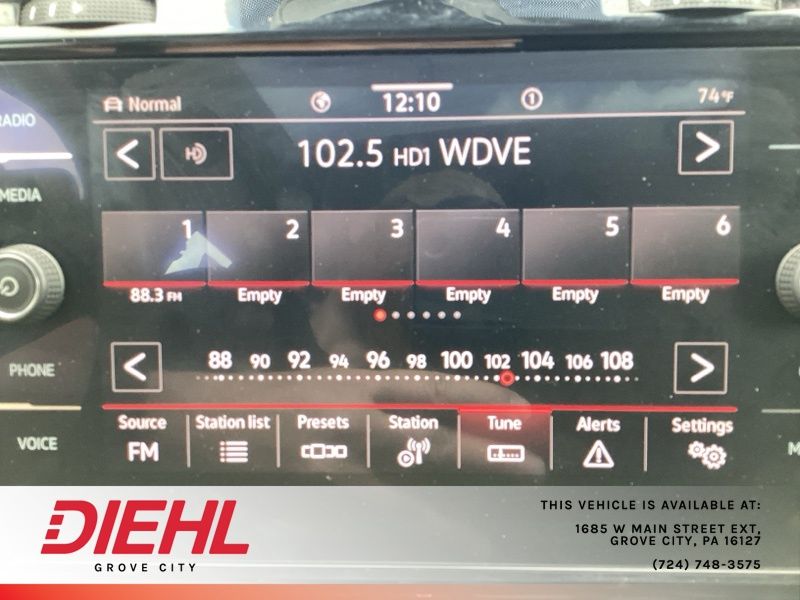 Normal 12:10 1 74°F
RADIO
102.5 HD1 WDVE
HD
MEDIA
1 2 3 4 5 6
88.3 FM Empty Empty Empty Empty Empty
88 90 92 94 96 98 100 102 104 106 108
PHONE
Source Station list Presets Station Tune Alerts Settings
FM
VOICE
DIEHL
GROVE CITY
THIS VEHICLE IS AVAILABLE AT:
1685 W MAIN STREET EXT,
GROVE CITY, PA 16127
(724) 748-3575